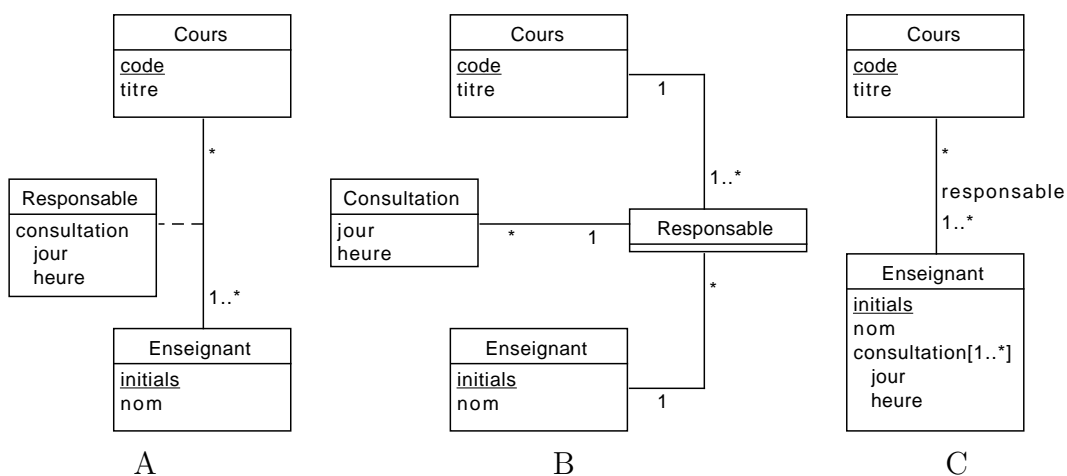 Cours
code
titre
*
Responsable
consultation
jour
heure
1..*
Enseignant
initials
nom
A
Cours
code
titre
1
1..*
Consultation
jour
heure
*
1
Responsable
*
Enseignant
initials
nom
1
B
Cours
code
titre
*
responsable
1..*
Enseignant
initials
nom
consultation[1..*]
jour
heure
C